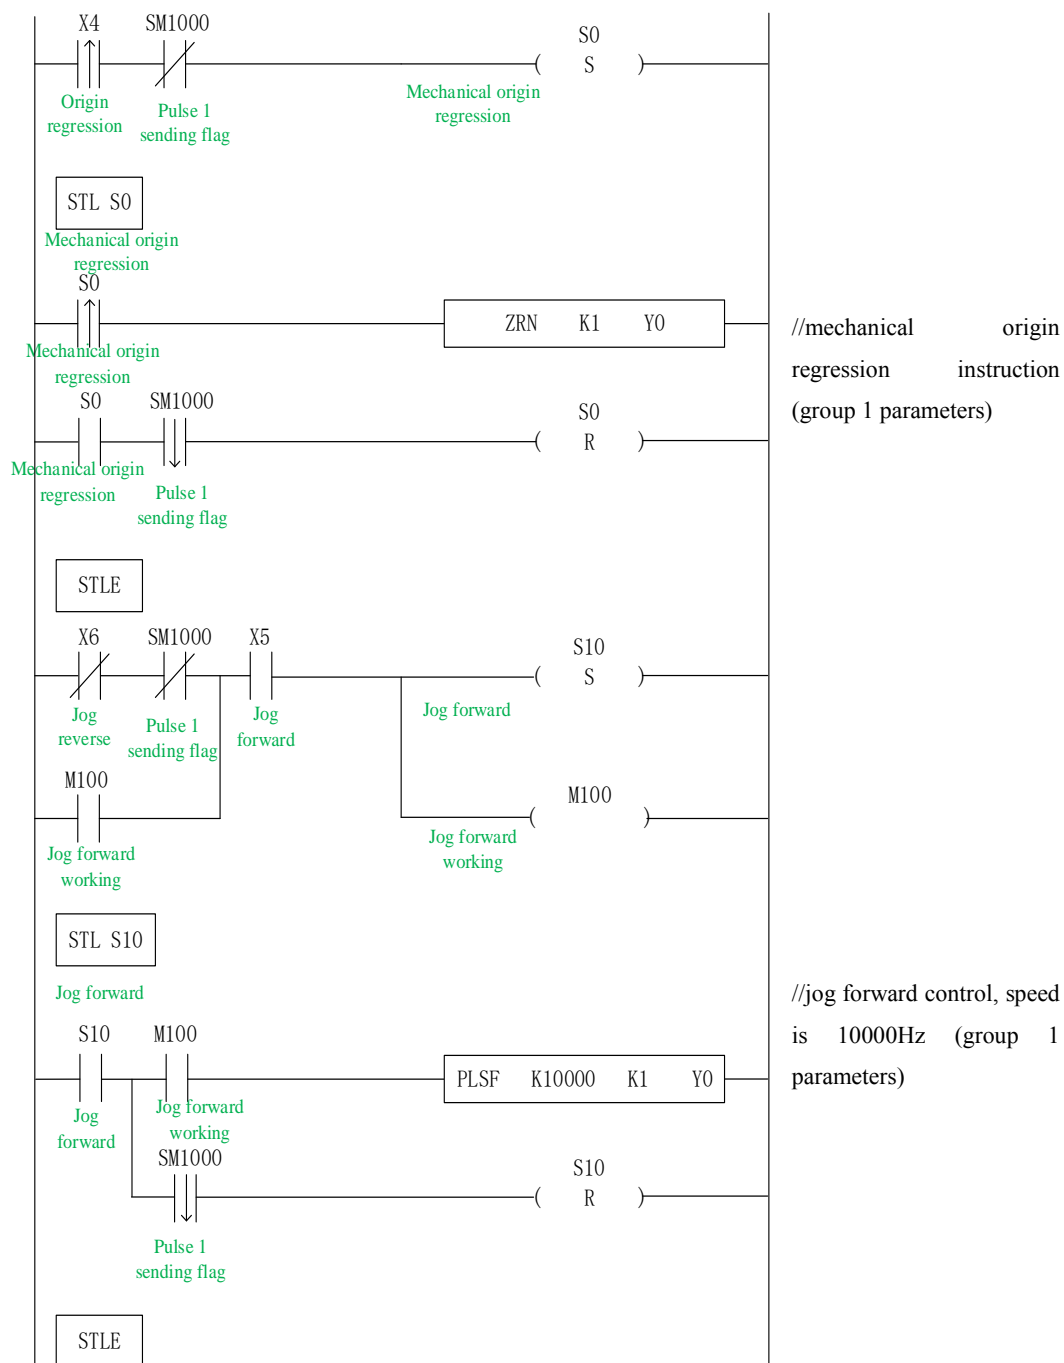 X4 SM1000 S0
( S )
Origin
regression
Pulse 1
sending flag
Mechanical origin
regression
STL S0
Mechanical origin
regression
S0
ZRN K1 Y0
Mechanical origin
regression
//mechanical origin
regression instruction
(group 1 parameters)
S0 SM1000 S0
( R )
Mechanical origin
regression
Pulse 1
sending flag
STLE
X6 SM1000 X5 S10
( S )
Jog
reverse
Pulse 1
sending flag
Jog
forward
Jog forward
M100 M100
( )
Jog forward
working
Jog forward
working
STL S10
Jog forward
//jog forward control, speed
is 10000Hz (group 1
parameters)
S10 M100
PLSF K10000 K1 Y0
Jog
forward
Jog forward
working
SM1000 S10
( R )
Pulse 1
sending flag
STLE